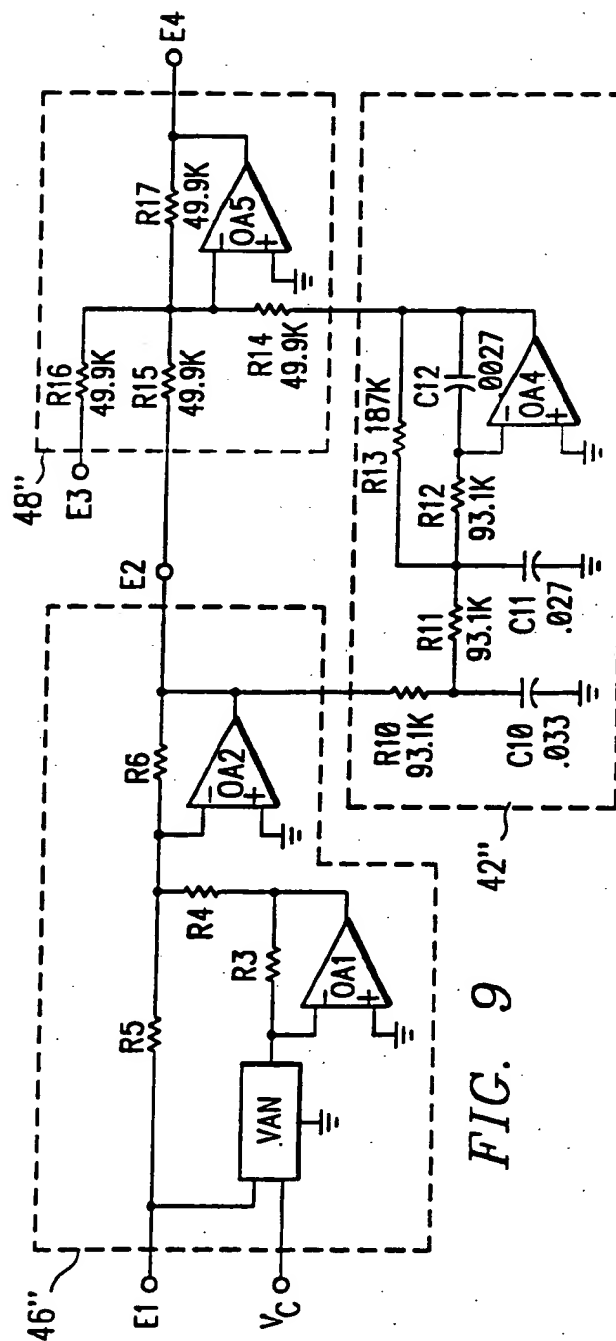 46"
E1
VC
R5
VAN
R3
R4
OA1
−
+
R6
OA2
−
+
E2
48"
E3
R16
49.9K
R15
49.9K
R14
49.9K
R17
49.9K
OA5
−
+
E4
42"
R10
93.1K
C10
.033
R11
93.1K
C11
.027
R13 187K
R12
93.1K
C12
.0027
OA4
−
+
FIG. 9